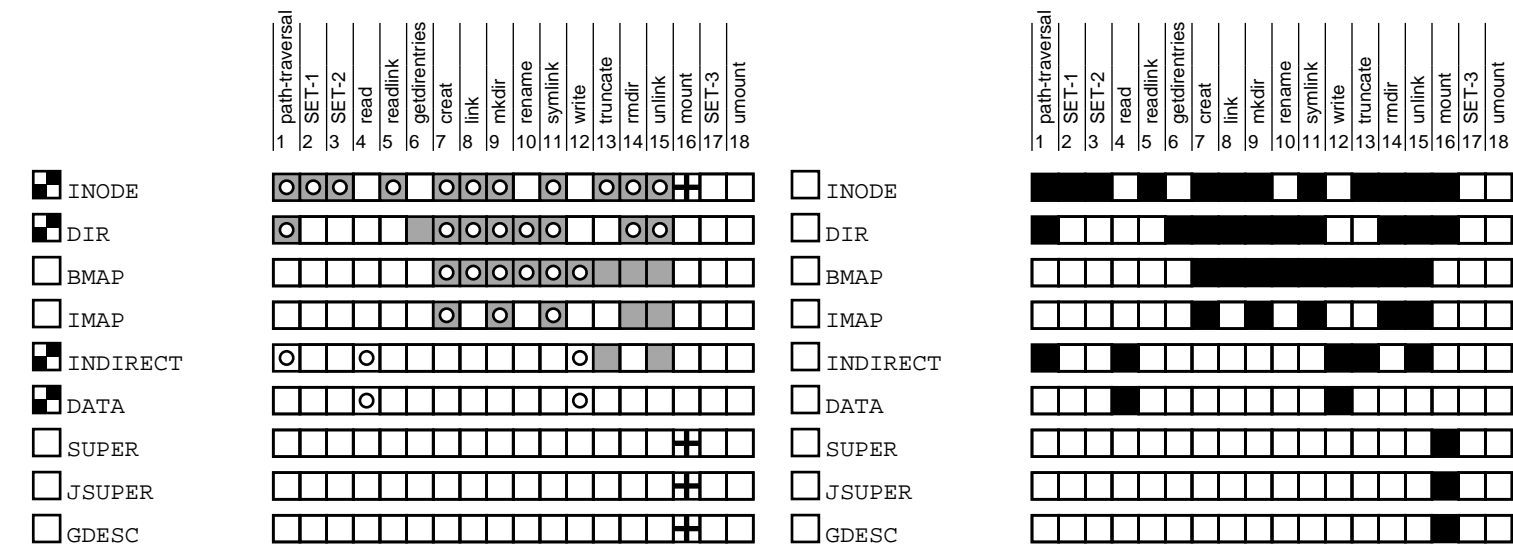 path-traversal
SET-1
SET-2
read
readlink
getdirentries
creat
link
mkdir
rename
symlink
write
truncate
rmdir
unlink
mount
SET-3
umount
1 2 3 4 5 6 7 8 9 10 11 12 13 14 15 16 17 18
INODE
DIR
BMAP
IMAP
INDIRECT
DATA
SUPER
JSUPER
GDESC
path-traversal
SET-1
SET-2
read
readlink
getdirentries
creat
link
mkdir
rename
symlink
write
truncate
rmdir
unlink
mount
SET-3
umount
1 2 3 4 5 6 7 8 9 10 11 12 13 14 15 16 17 18
INODE
DIR
BMAP
IMAP
INDIRECT
DATA
SUPER
JSUPER
GDESC